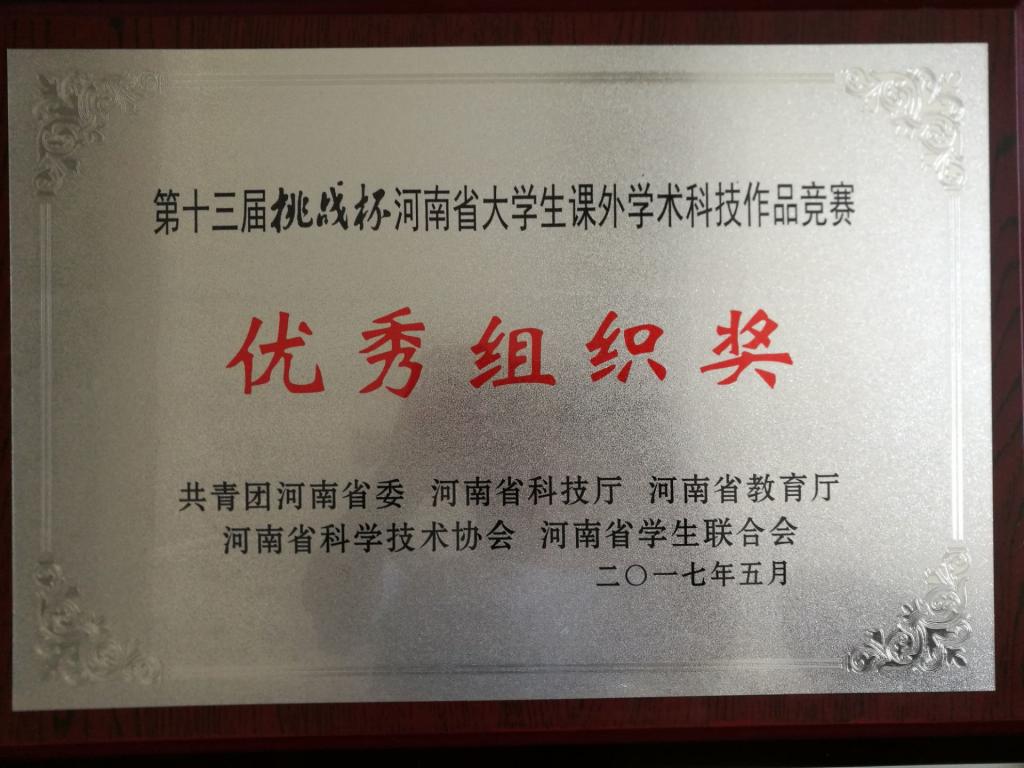 第十三届挑战杯河南省大学生课外学术科技作品竞赛
优秀组织奖
共青团河南省委 河南省科技厅 河南省教育厅
河南省科学技术协会 河南省学生联合会
二〇一七年五月